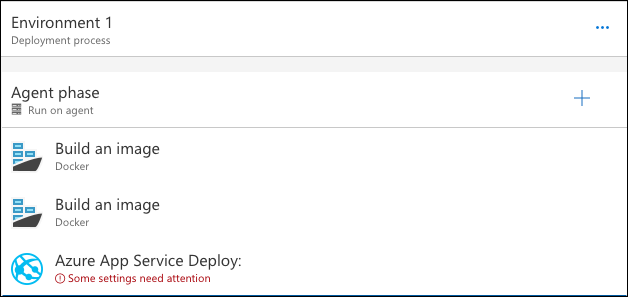 Environment 1
Deployment process
Agent phase
Run on agent
Build an image
Docker
Build an image
Docker
Azure App Service Deploy:
Some settings need attention